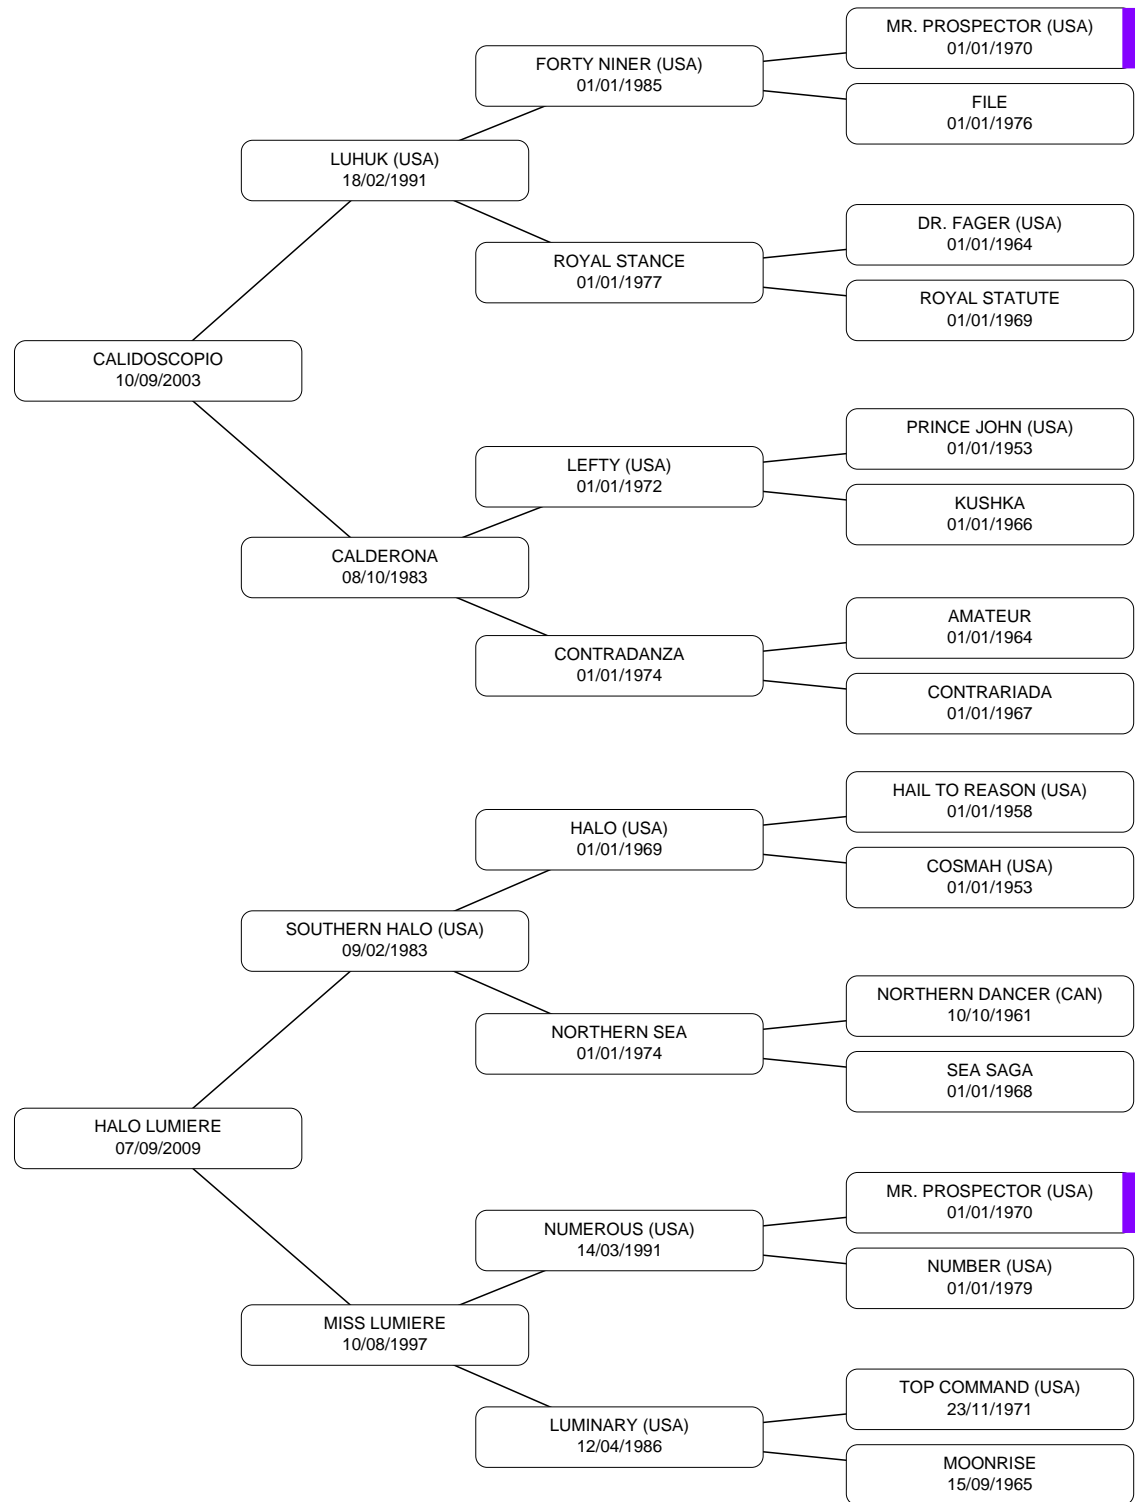 MR. PROSPECTOR (USA)
01/01/1970
FORTY NINER (USA)
01/01/1985
FILE
01/01/1976
LUHUK (USA)
18/02/1991
DR. FAGER (USA)
01/01/1964
ROYAL STANCE
01/01/1977
ROYAL STATUTE
01/01/1969
CALIDOSCOPIO
10/09/2003
PRINCE JOHN (USA)
01/01/1953
LEFTY (USA)
01/01/1972
KUSHKA
01/01/1966
CALDERONA
08/10/1983
AMATEUR
01/01/1964
CONTRADANZA
01/01/1974
CONTRARIADA
01/01/1967
HAIL TO REASON (USA)
01/01/1958
HALO (USA)
01/01/1969
COSMAH (USA)
01/01/1953
SOUTHERN HALO (USA)
09/02/1983
NORTHERN DANCER (CAN)
10/10/1961
NORTHERN SEA
01/01/1974
SEA SAGA
01/01/1968
HALO LUMIERE
07/09/2009
MR. PROSPECTOR (USA)
01/01/1970
NUMEROUS (USA)
14/03/1991
NUMBER (USA)
01/01/1979
MISS LUMIERE
10/08/1997
TOP COMMAND (USA)
23/11/1971
LUMINARY (USA)
12/04/1986
MOONRISE
15/09/1965